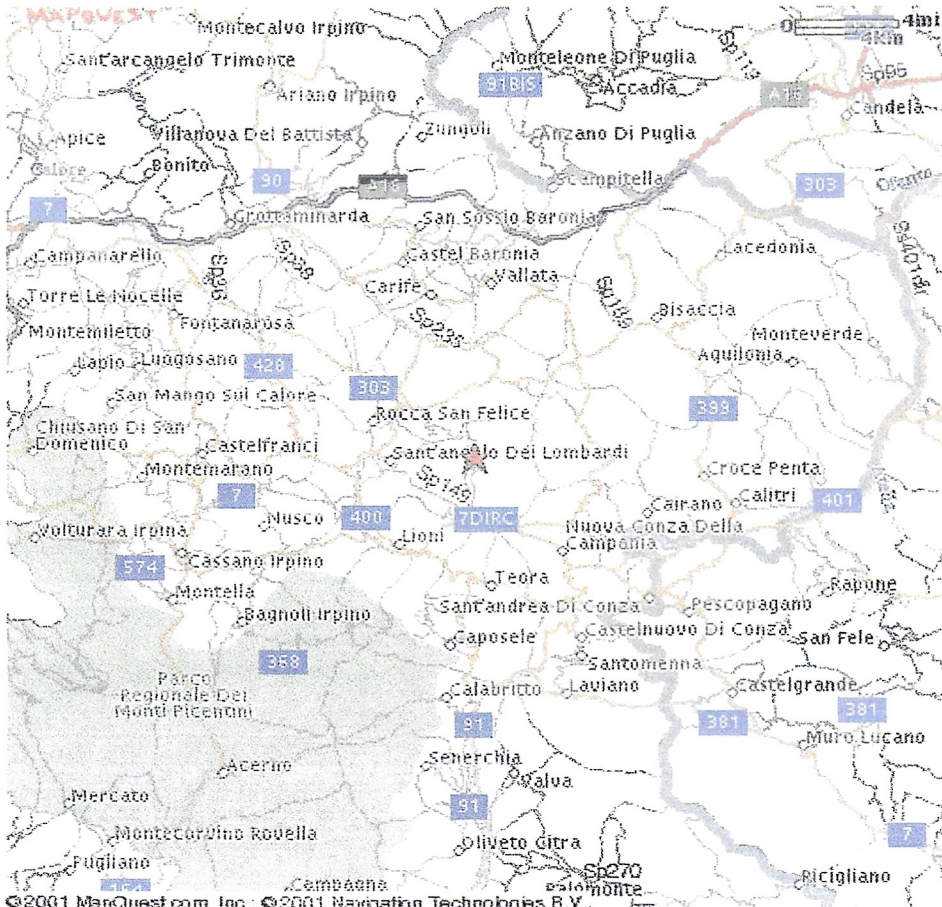 MAPQUEST
0 4mi
4Km
Montecalvo Irpino
Sant'arcangelo Trimonte
Monteleone Di Puglia
Sp119
Sp95
91BIS
Accadia
A16
Ariano Irpino
Candela
Apice
Villanova Del Battista
Zungoli
Anzano Di Puglia
Bonito
Calore
90
A16
Scampitella
303
Ofanto
7
Grottaminarda
San Sossio Baronia
Ss401dir
Campanarello
Sp38
Castel Baronia
Lacedonia
Vallata
Torre Le Nocelle
Carife
Bisaccia
Fontanarosa
Sp235
Montemiletto
Monteverde
Lapio
Luogosano
428
Aquilonia
303
San Mango Sul Calore
399
Rocca San Felice
Chiusano Di San
Domenico
Castelfranci
Sant'angelo Dei Lombardi
Montemarano
Sp149
Croce Penta
7
Cairano
Calitri
401
Nusco
400
7DIRC
Volturara Irpina
Nuova Conza Della
Campania
Lioni
Cassano Irpino
574
Teora
Rapone
Montella
Sant'andrea Di Conza
Pescopagano
Bagnoli Irpino
Castelnuovo Di Conza
Caposele
San Fele
368
Santomenna
Parco
Regionale Dei
Monti Picentini
Calabritto
Laviano
Castelgrande
91
381
381
Muro Lucano
Acerno
Senerchia
Valva
Mercato
91
Montecorvino Rovella
Oliveto Citra
7
Pugliano
Sp270
Campagna
Ricigliano
©2001 MapQuest.com, Inc.; ©2001 Navigation Technologies B.V.